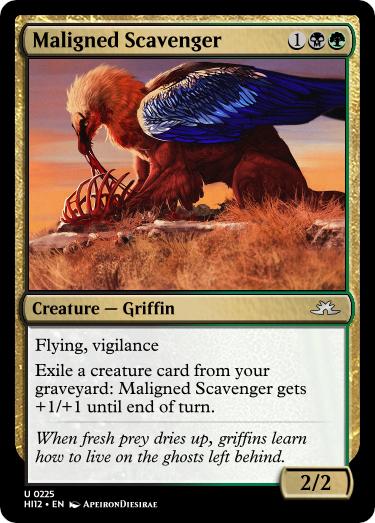 Maligned Scavenger 1
Creature — Griffin
Flying, vigilance
Exile a creature card from your
graveyard: Maligned Scavenger gets
+1/+1 until end of turn.
When fresh prey dries up, griffins learn
how to live on the ghosts left behind.
2/2
U 0225
HI12 • EN ApeironDiesirae